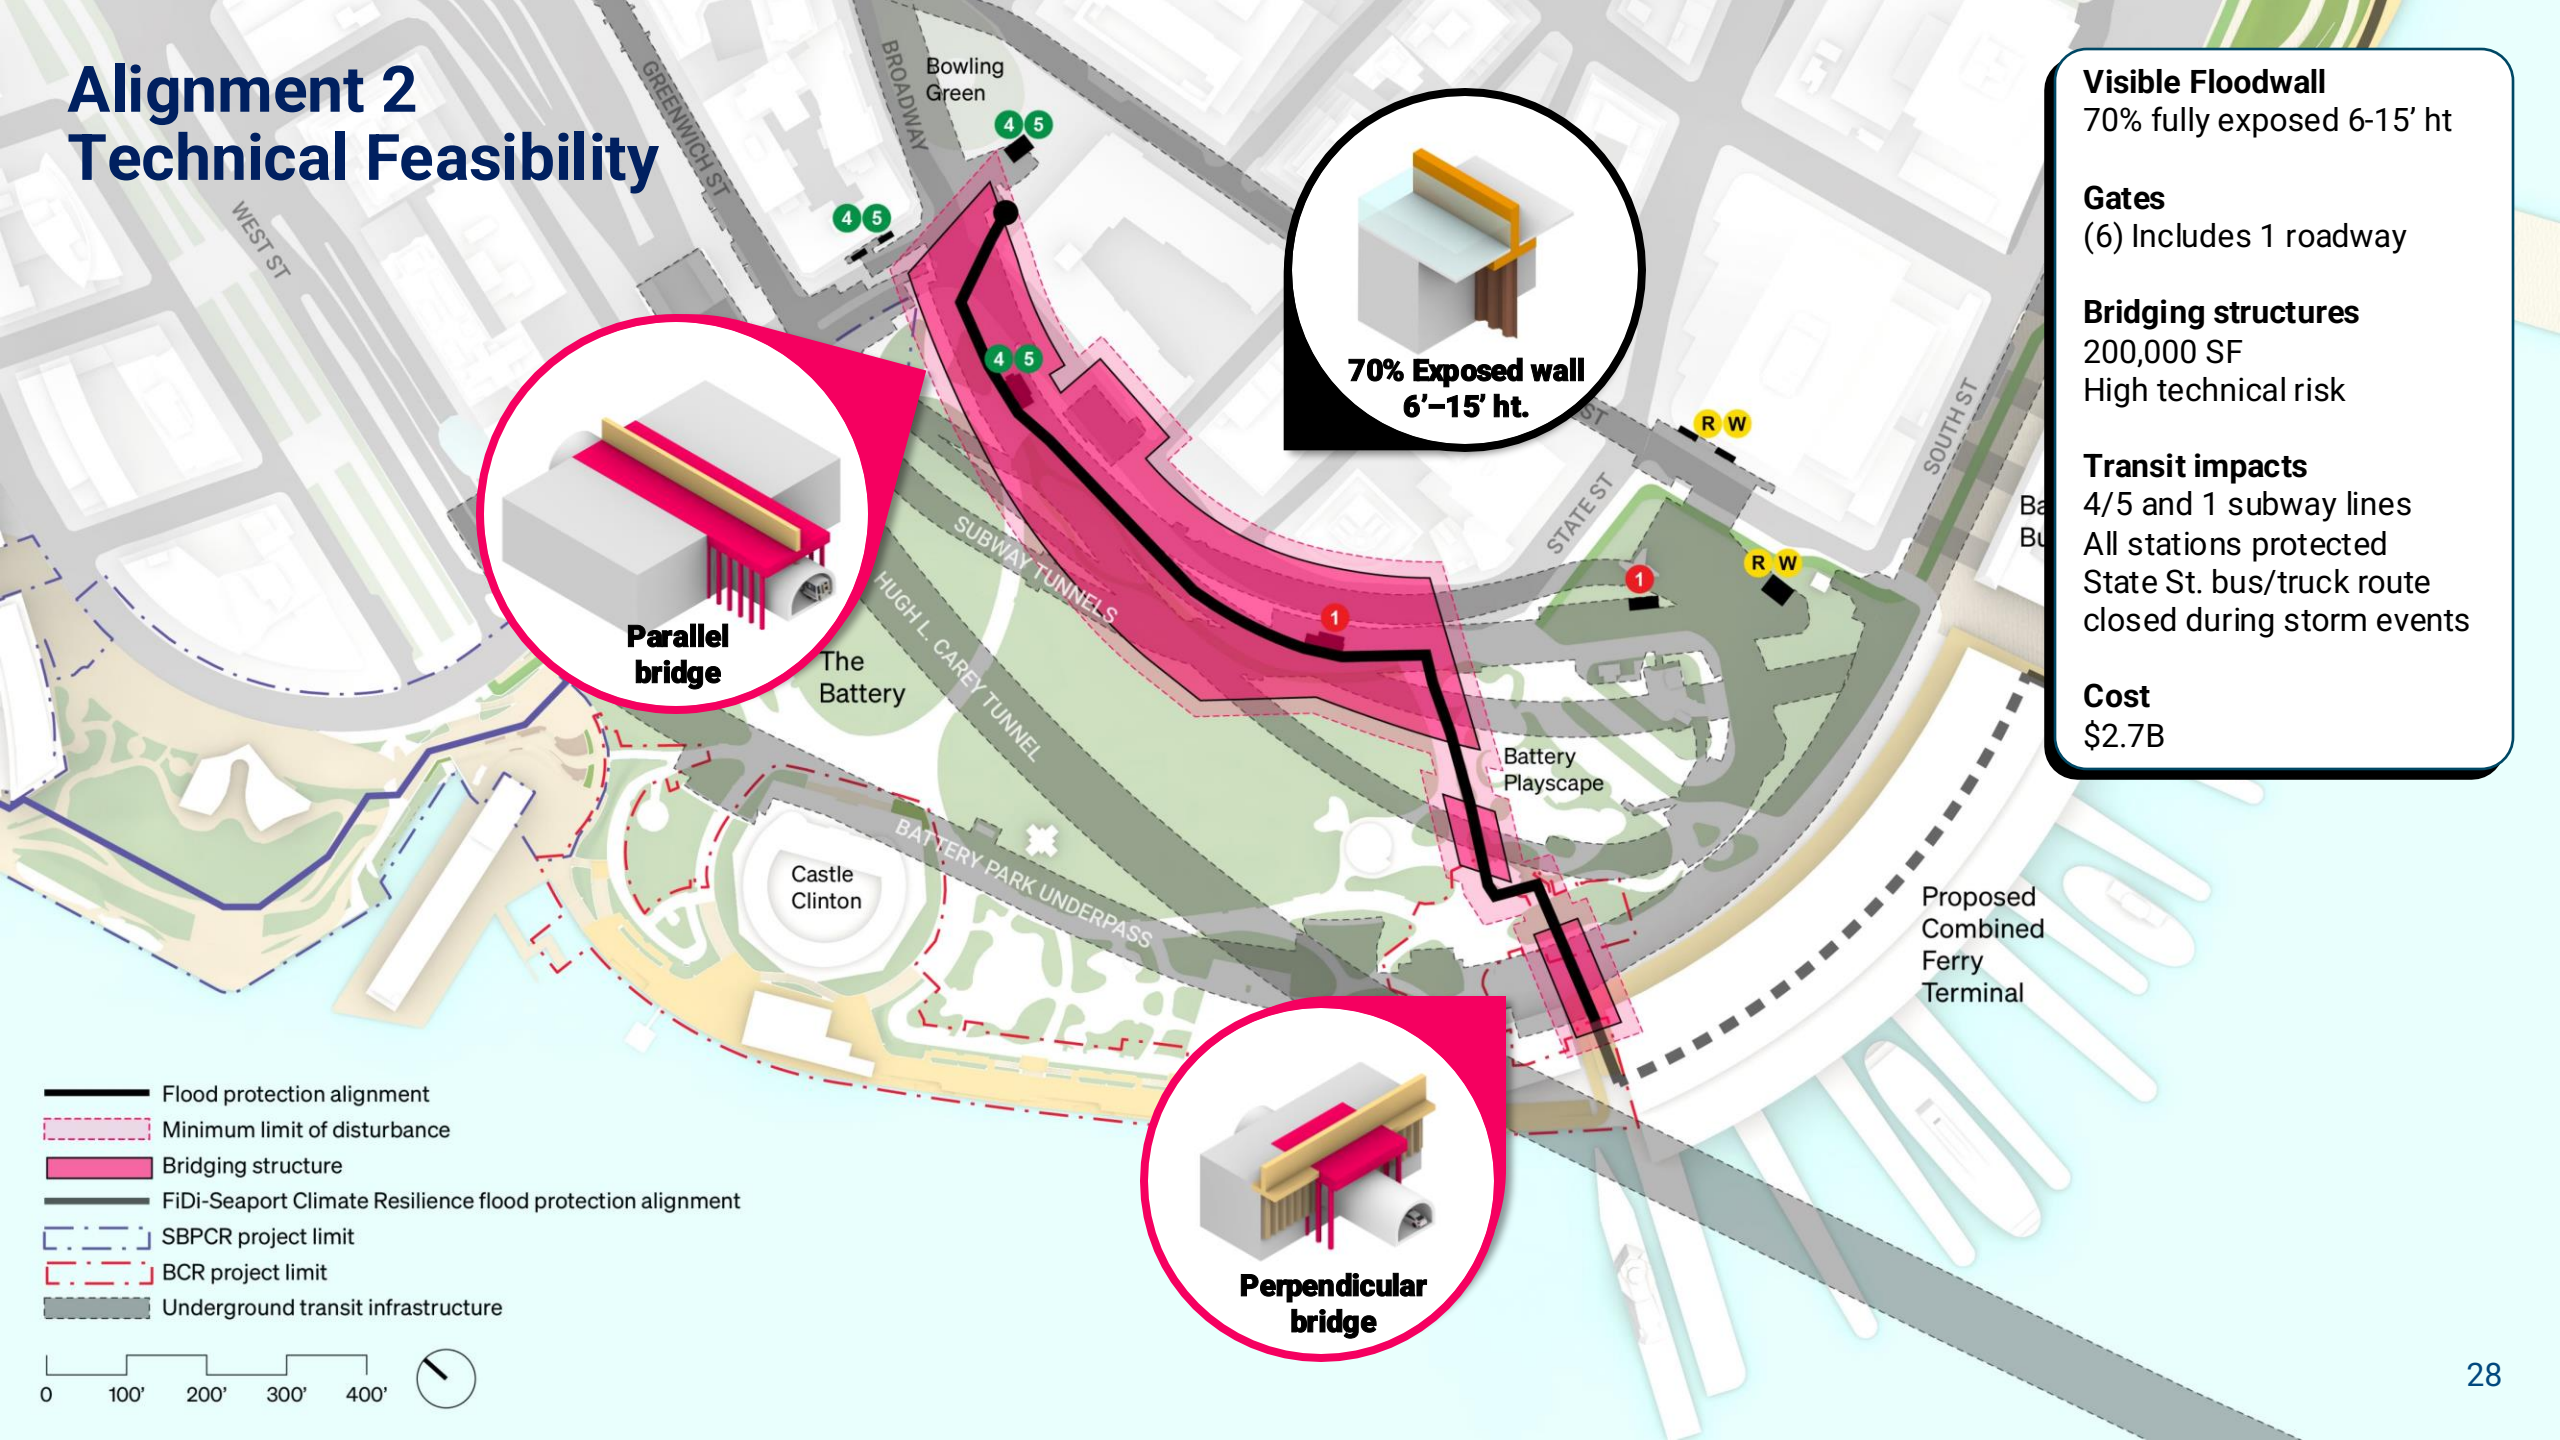 Alignment 2
Technical Feasibility
Bowling
Green
BROADWAY
GREENWICH ST
WEST ST
4 5
4 5
4 5
70% Exposed wall
6’–15’ ht.
Parallel
bridge
SUBWAY TUNNELS
HUGH L. CAREY TUNNEL
The
Battery
BATTERY PARK UNDERPASS
Castle
Clinton
ST
STATE ST
SOUTH ST
R W
R W
1
1
Battery
Playscape
Ba
Bu
Proposed
Combined
Ferry
Terminal
Perpendicular
bridge
Visible Floodwall
70% fully exposed 6-15’ ht
Gates
(6) Includes 1 roadway
Bridging structures
200,000 SF
High technical risk
Transit impacts
4/5 and 1 subway lines
All stations protected
State St. bus/truck route
closed during storm events
Cost
$2.7B
Flood protection alignment
Minimum limit of disturbance
Bridging structure
FiDi-Seaport Climate Resilience flood protection alignment
SBPCR project limit
BCR project limit
Underground transit infrastructure
0 100’ 200’ 300’ 400’
28